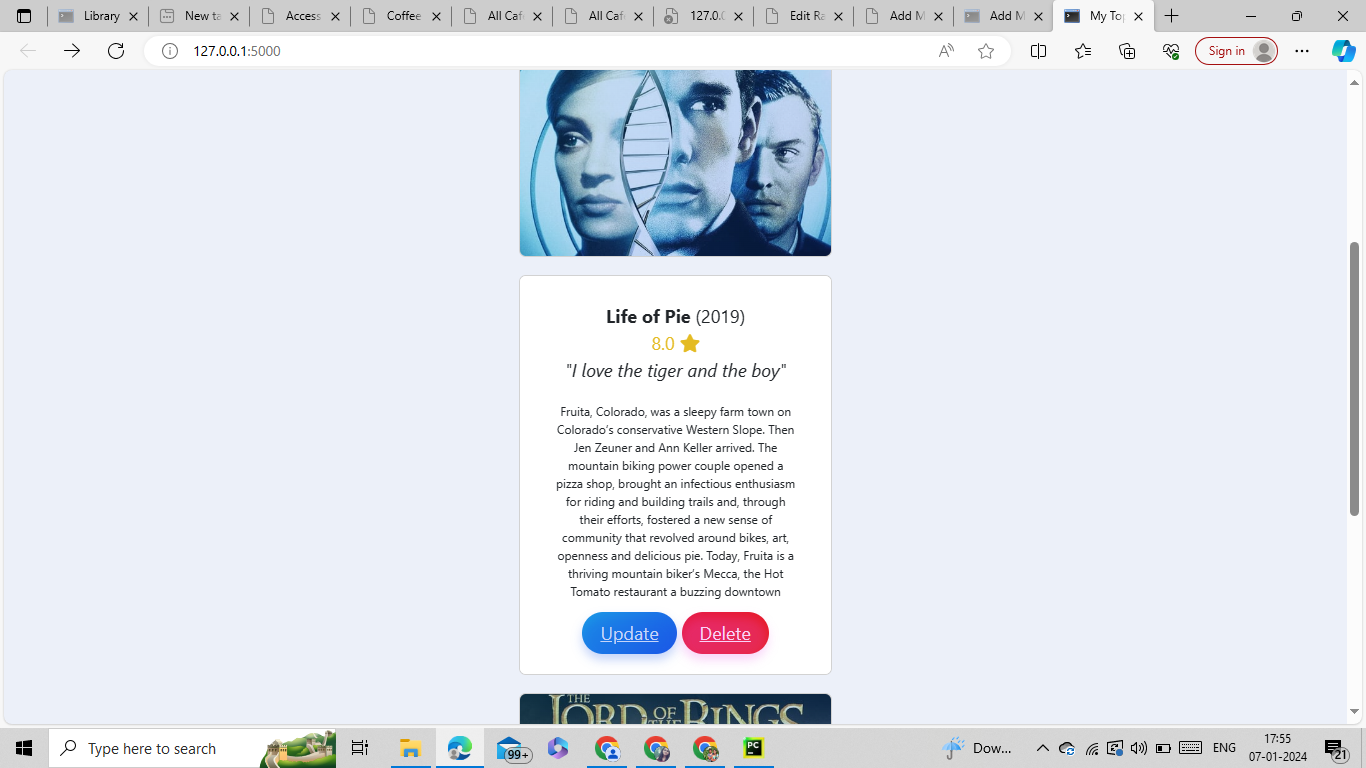 Library
New ta
Access
Coffee
All Cafe
All Cafe
127.0.0
Edit Ra
Add M
Add M
My Top
127.0.0.1:5000
Sign in
Life of Pie (2019)
8.0
"I love the tiger and the boy"
Fruita, Colorado, was a sleepy farm town on
Colorado's conservative Western Slope. Then
Jen Zeuner and Ann Keller arrived. The
mountain biking power couple opened a
pizza shop, brought an infectious enthusiasm
for riding and building trails and, through
their efforts, fostered a new sense of
community that revolved around bikes, art,
openness and delicious pie. Today, Fruita is a
thriving mountain biker's Mecca, the Hot
Tomato restaurant a buzzing downtown
Update Delete
THE
LORD OF THE RINGS
Type here to search
99+
PC
Dow...
ENG
17:55
07-01-2024
21